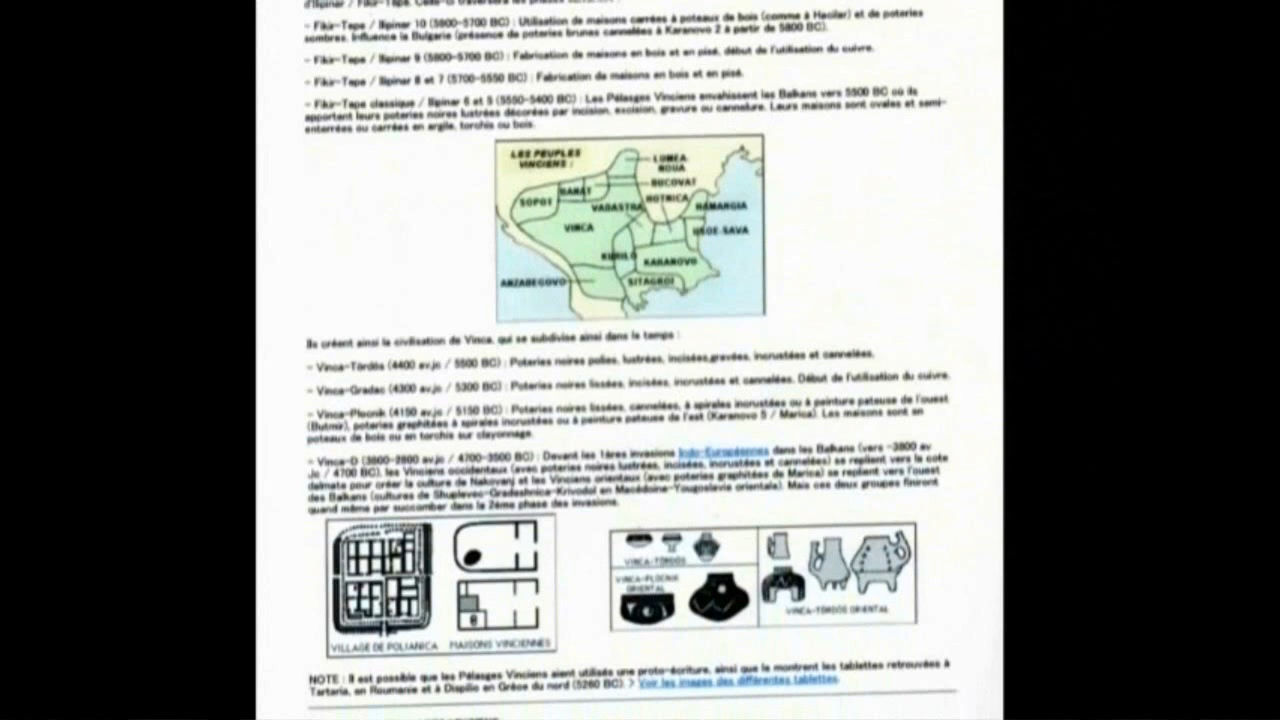 d'Ilipinar / Fikir-Tepe. Celle-ci traversera les phases
- Fikir-Tepe / Ilipinar 10 (5900-5700 BC) : Utilisation de maisons carrées à poteaux de bois (comme à Hacilar) et de poteries
sombres. Influence la Bulgarie (présence de poteries brunes cannelées à Karanovo 2 à partir de 5800 BC).
- Fikir-Tepe / Ilipinar 9 (5800-5700 BC) : Fabrication de maisons en bois et en pisé, début de l'utilisation du cuivre.
- Fikir-Tepe / Ilipinar 8 et 7 (5700-5550 BC) : Fabrication de maisons en bois et en pisé.
- Fikir-Tepe classique / Ilipinar 6 et 5 (5550-5400 BC) : Les Pélasges Vinciens envahissent les Balkans vers 5500 BC où ils
apportent leurs poteries noires lustrées décorées par incision, excision, gravure ou cannelure. Leurs maisons sont ovales et semi-
enterrées ou carrées en argile, torchis ou bois.
LES PEUPLES
VINCIENS :
LUMEA
NOUA
BUCOVAT
BANAT
ROTRICA
SOPOT
VADASTRA
HAMANGIA
VINCA
USOE-SAVA
KURILO
KARANOVO
ANZABEGOVO
SITAGROI
Ils créent ainsi la civilisation de Vinca, qui se subdivise ainsi dans le temps :
- Vinca-Tördös (4400 av.jc / 5500 BC) : Poteries noires polies, lustrées, incisées,gravées, incrustées et cannelées.
- Vinca-Gradac (4300 av.jc / 5300 BC) : Poteries noires lissées, incisées, incrustées et cannelées. Début de l'utilisation du cuivre.
- Vinca-Plocnik (4150 av.jc / 5150 BC) : Poteries noires lissées, cannelées, à spirales incrustées ou à peinture pateuse de l'ouest
(Butmir), poteries graphitées à spirales incrustées ou à peinture pateuse de l'est (Karanovo 5 / Marica). Les maisons sont en
poteaux de bois ou en torchis sur clayonnage.
- Vinca-D (3800-2800 av.jc / 4700-3500 BC) : Devant les 1ères invasions Indo-Européennes dans les Balkans (vers -3800 av
Jc / 4700 BC), les Vinciens occidentaux (avec poteries noires lustrées, incisées, incrustées et cannelées) se replient vers la cote
dalmate pour créer la culture de Nakovanj et les Vinciens orientaux (avec poteries graphitées de Marica) se replient vers l'ouest
des Balkans (cultures de Shuplevec-Gradeshnica-Krivodol en Macédoine-Yougoslavie orientale). Mais ces deux groupes finiront
quand même par succomber dans la 2ème phase des invasions.
VILLAGE DE POLIANICA
MAISONS VINCIENNES
VINCA-TÖRDÖS
VINCA-PLOCNIK
ORIENTAL
VINCA-TÖRDÖS ORIENTAL
NOTE : Il est possible que les Pélasges Vinciens aient utilisés une proto-écriture, ainsi que le montrent les tablettes retrouvées à
Tartaria, en Roumanie et à Dispilio en Grèce du nord (5260 BC). > Voir les images des différentes tablettes.